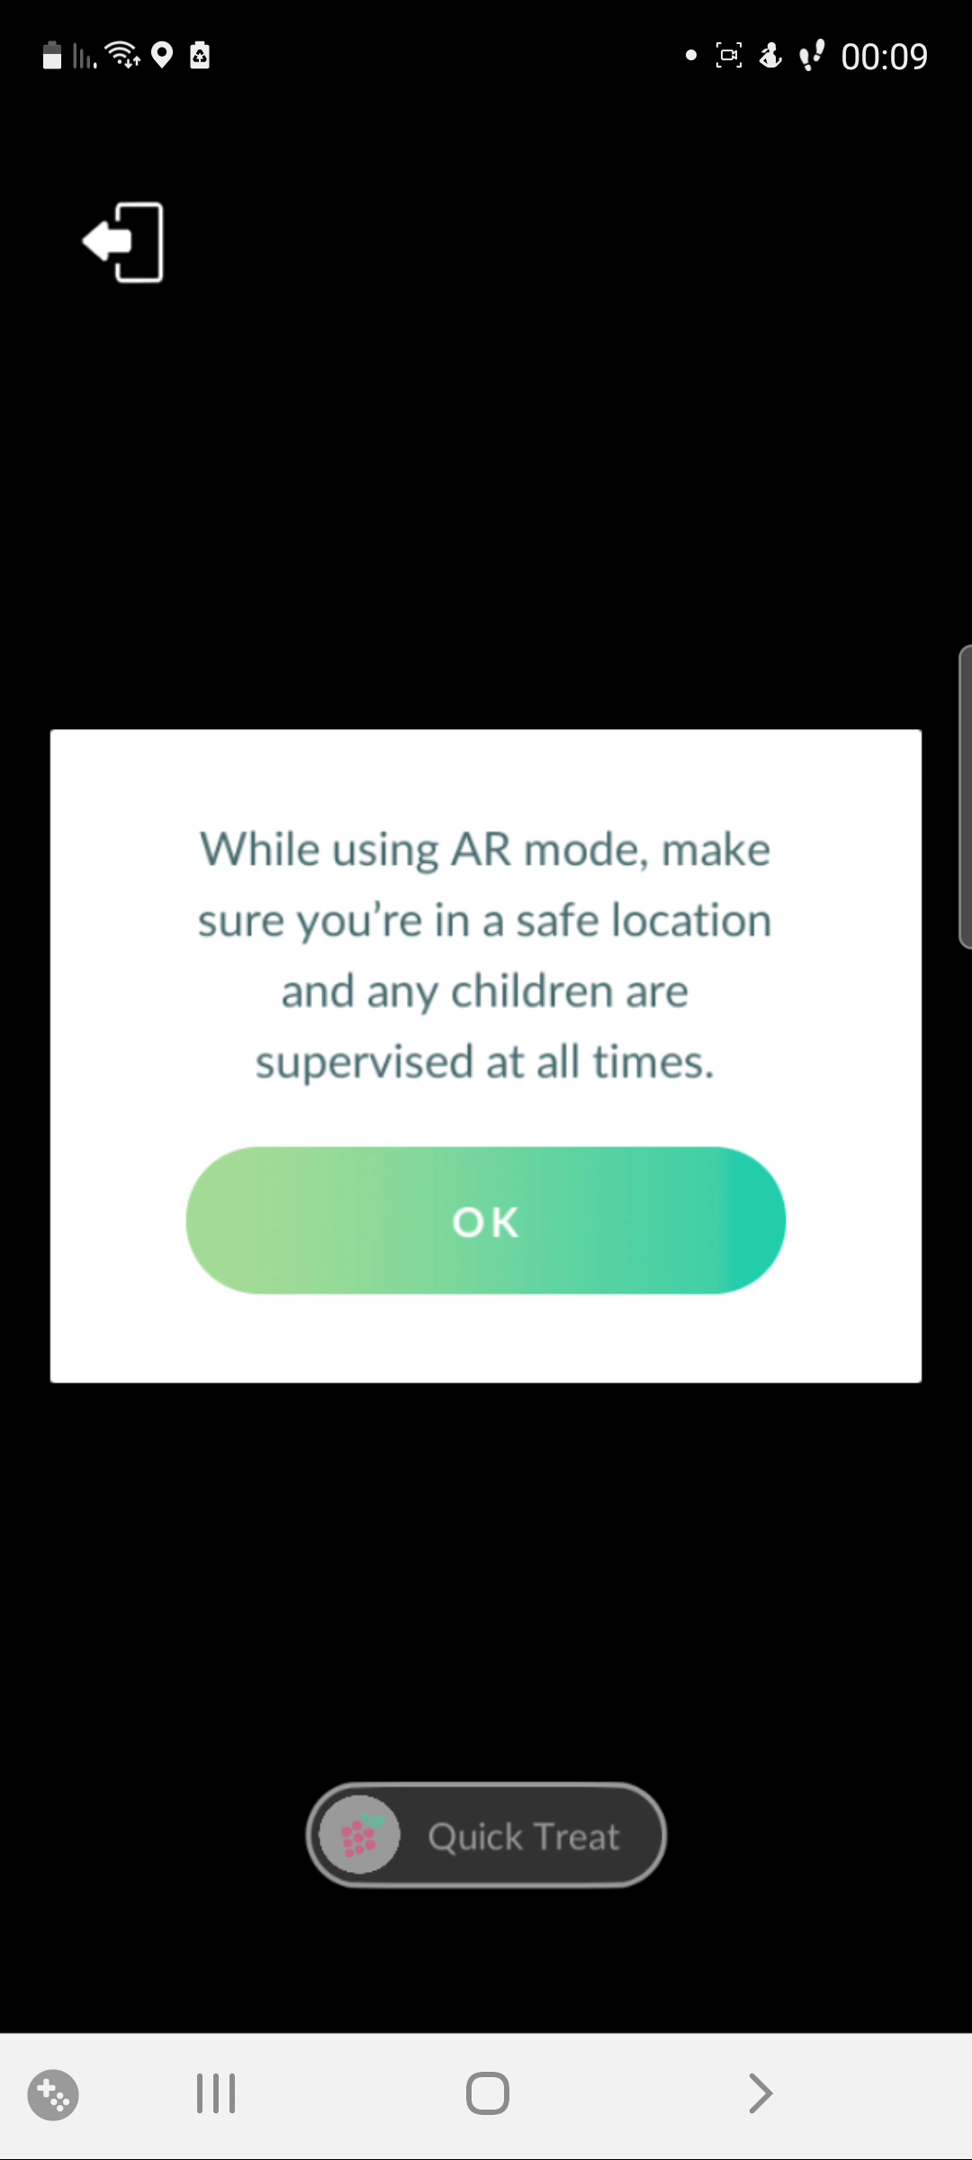 00:09
While using AR mode, make
sure you’re in a safe location
and any children are
supervised at all times.
OK
Quick Treat